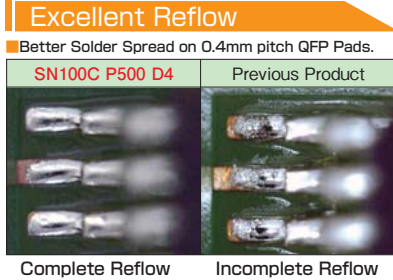 Excellent Reflow
■Better Solder Spread on 0.4mm pitch QFP Pads.
SN100C P500 D4
Previous Product
Complete Reflow
Incomplete Reflow